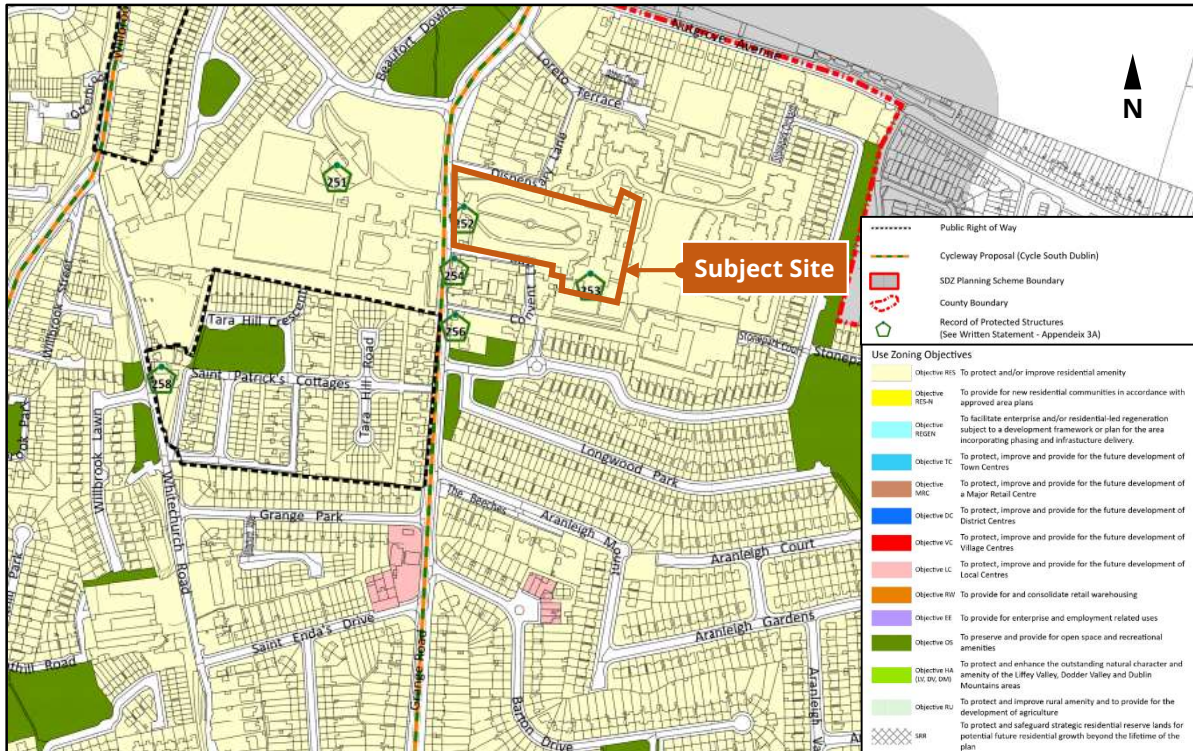 Nutgrove Avenue
N
Beaufort Downs
Loreto
Terrace
Dispensary Lane
251
252
254
253
256
258
Subject Site
Willbrook Street
Tara Hill Crescent
Saint Patrick's Cottages
Tara Hill Road
Convent
Stonepark Court
Longwood Park
Willbrook Lawn
Whitechurch Road
Grange Park
The Beeches
Aranleigh Mount
Aranleigh Court
Aranleigh Gardens
Saint Enda's Drive
Grange Road
Barton Drive
Public Right of Way
Cycleway Proposal (Cycle South Dublin)
SDZ Planning Scheme Boundary
County Boundary
Record of Protected Structures
(See Written Statement - Appendeix 3A)
Use Zoning Objectives
Objective RES To protect and/or improve residential amenity
Objective RES-N To provide for new residential communities in accordance with
approved area plans
Objective REGEN To facilitate enterprise and/or residential-led regeneration
subject to a development framework or plan for the area
incorporating phasing and infrastucture delivery.
Objective TC To protect, improve and provide for the future development of
Town Centres
Objective MRC To protect, improve and provide for the future development of
a Major Retail Centre
Objective DC To protect, improve and provide for the future development of
District Centres
Objective VC To protect, improve and provide for the future development of
Village Centres
Objective LC To protect, improve and provide for the future development of
Local Centres
Objective RW To provide for and consolidate retail warehousing
Objective EE To provide for enterprise and employment related uses
Objective OS To preserve and provide for open space and recreational
amenities
Objective HA (LV, DV, DM) To protect and enhance the outstanding natural character and
amenity of the Liffey Valley, Dodder Valley and Dublin
Mountains areas
Objective RU To protect and improve rural amenity and to provide for the
development of agriculture
SRR To protect and safeguard strategic residential reserve lands for
potential future residential growth beyond the lifetime of the
plan